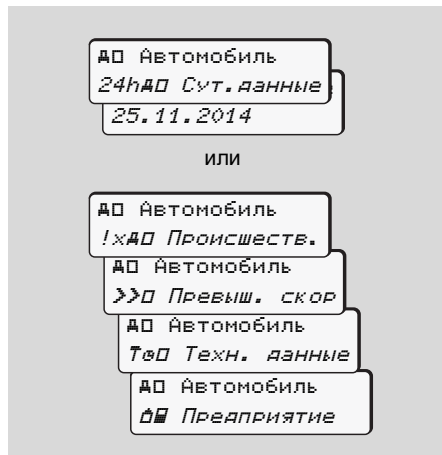 Автомобиль
24h Сут.данные
25.11.2014
или
Автомобиль
!x Происшеств.
Автомобиль
>> Превыш. скор
Автомобиль
T Техн. данные
Автомобиль
Предприятие